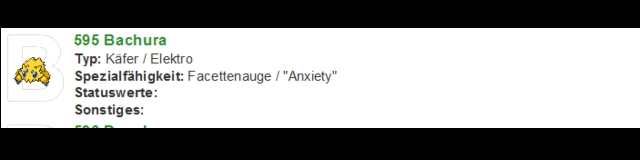 595 Bachura
Typ: Käfer / Elektro
Spezialfähigkeit: Facettenauge / "Anxiety"
Statuswerte:
Sonstiges: